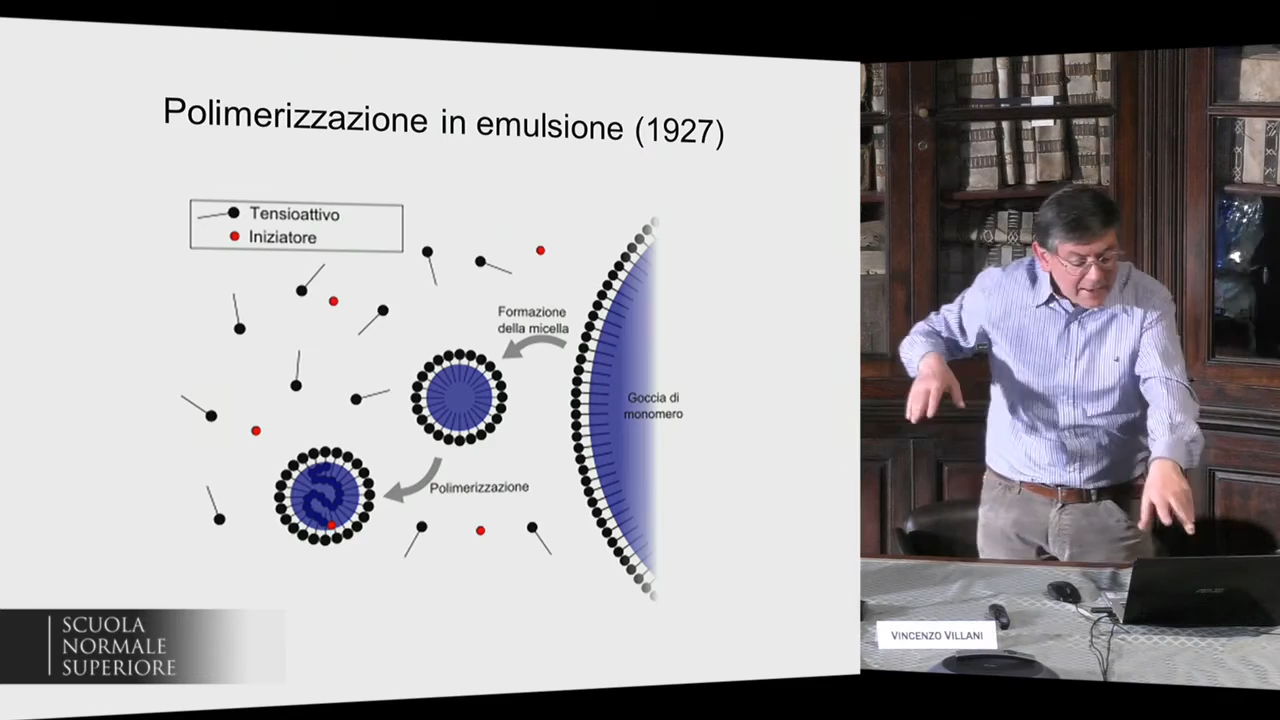 Polimerizzazione in emulsione (1927)
Tensioattivo
Iniziatore
Formazione
della micella
Goccia di
monomero
Polimerizzazione
SCUOLA
NORMALE
SUPERIORE
VINCENZO VILLANI